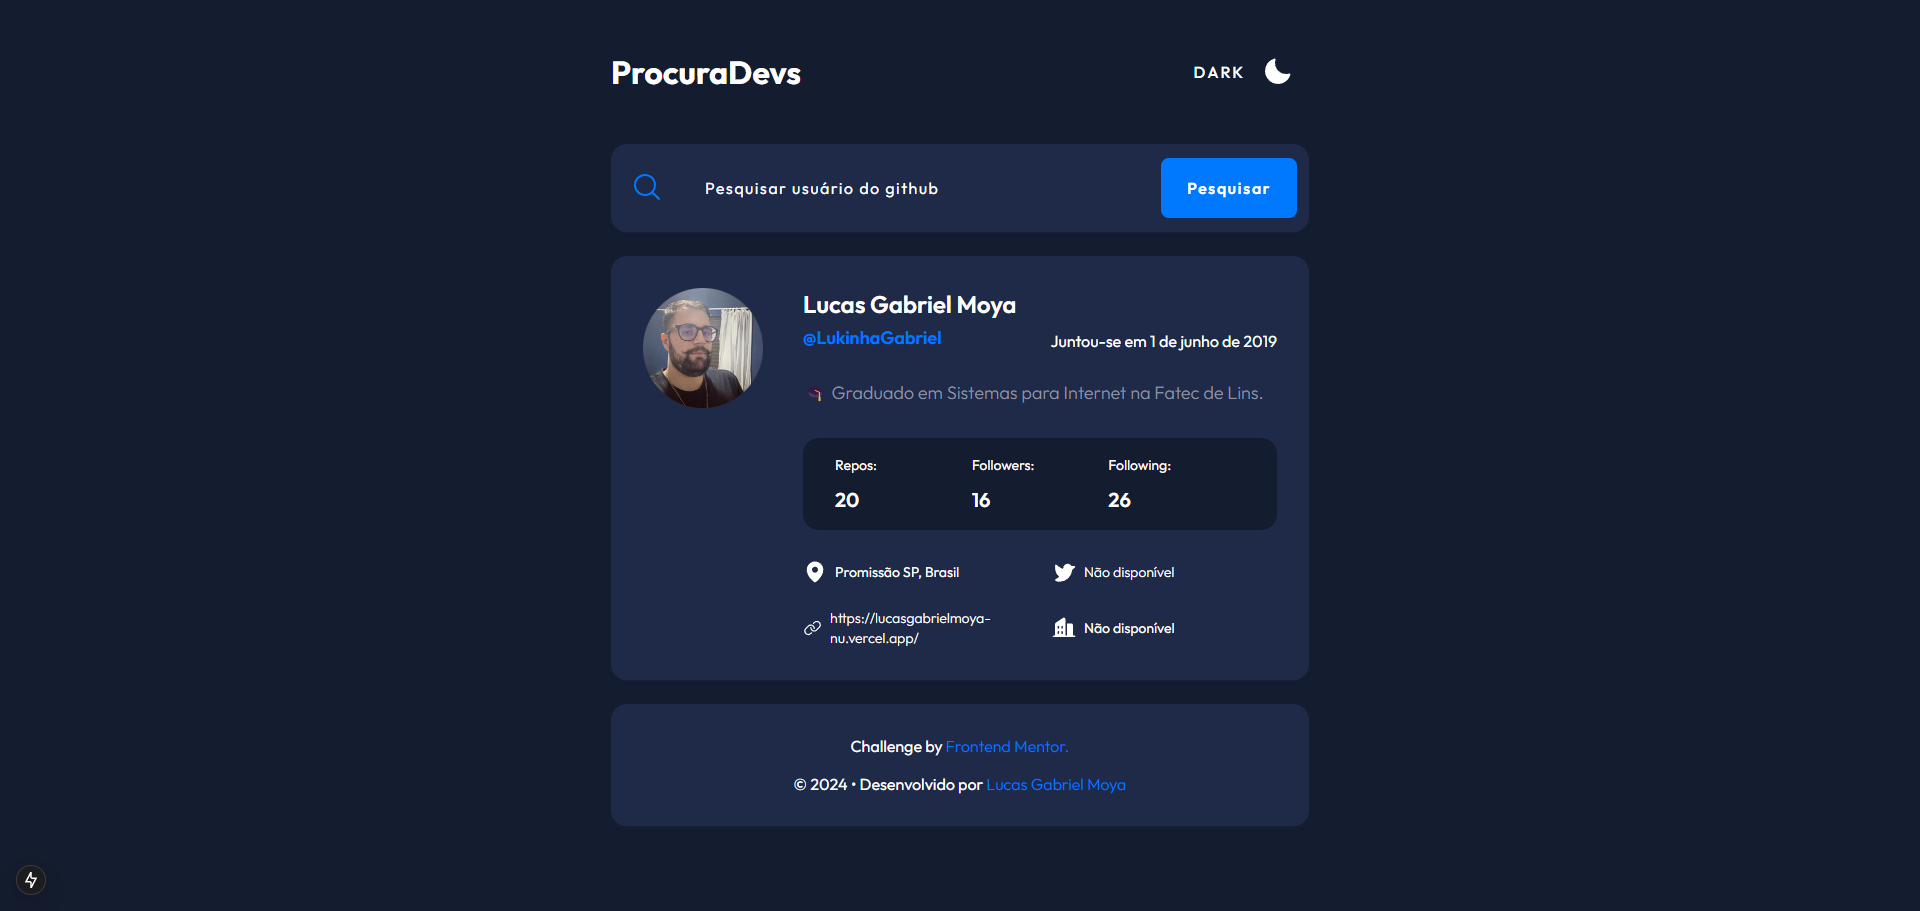 ProcuraDevs
DARK
Pesquisar usuário do github
Pesquisar
Lucas Gabriel Moya
@LukinhaGabriel
Juntou-se em 1 de junho de 2019
Graduado em Sistemas para Internet na Fatec de Lins.
Repos:
Followers:
Following:
20
16
26
Promissão SP, Brasil
Não disponível
https://lucasgabrielmoya-
nu.vercel.app/
Não disponível
Challenge by Frontend Mentor.
© 2024 • Desenvolvido por Lucas Gabriel Moya